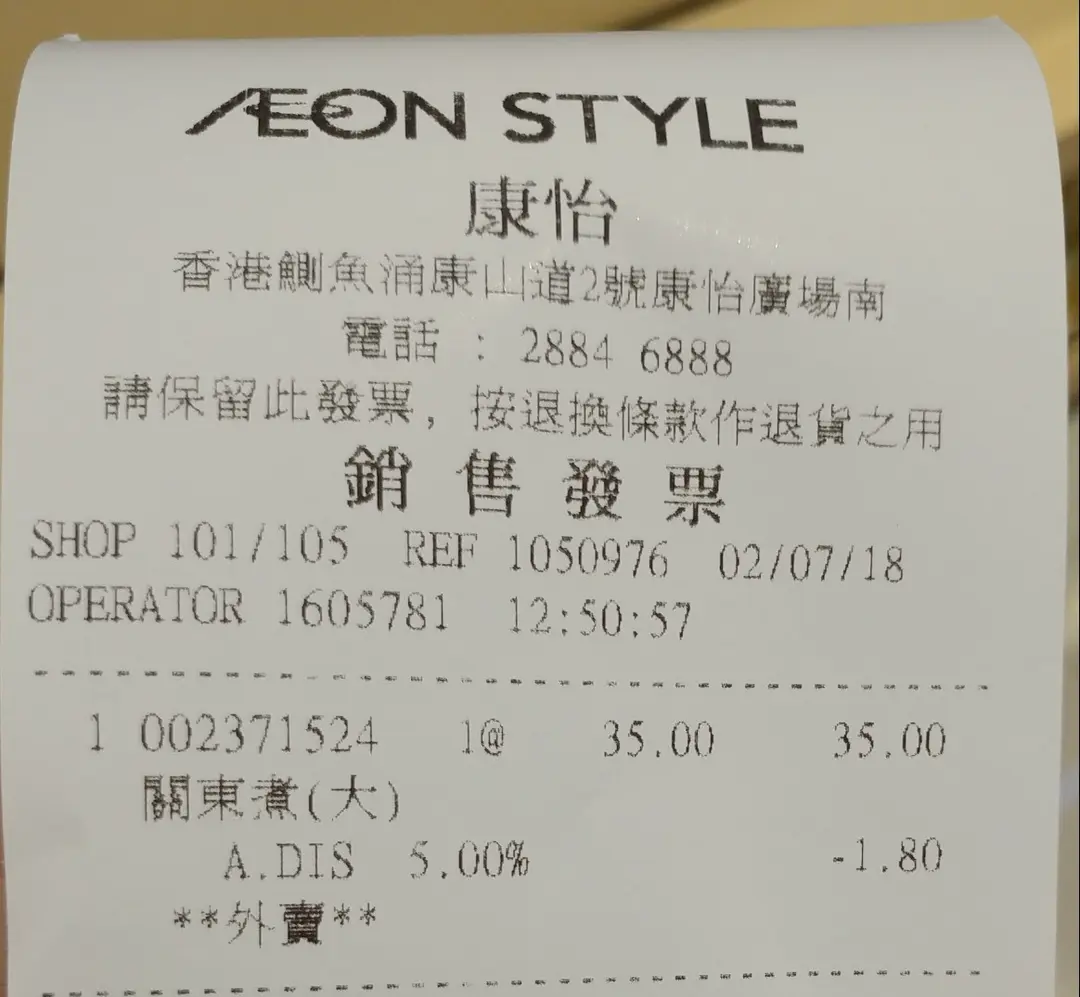 ÆON STYLE
康怡
香港鰂魚涌康山道2號康怡廣場南
電話 : 2884 6888
請保留此發票, 按退換條款作退貨之用
銷售發票
SHOP 101/105 REF 1050976 02/07/18
OPERATOR 1605781 12:50:57
1 002371524 1@ 35.00 35.00
關東煮(大)
A.DIS 5.00% -1.80
**外賣**